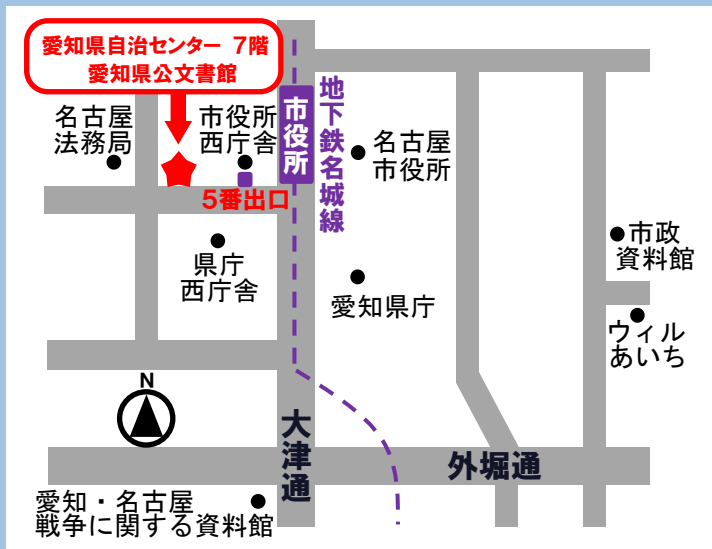 愛知県自治センター 7階
愛知県公文書館
名古屋
法務局
市役所
西庁舎
市役所
地下鉄名城線
名古屋
市役所
5番出口
県庁
西庁舎
愛知県庁
市政
資料館
ウィル
あいち
N
大津通
外堀通
愛知・名古屋
戦争に関する資料館